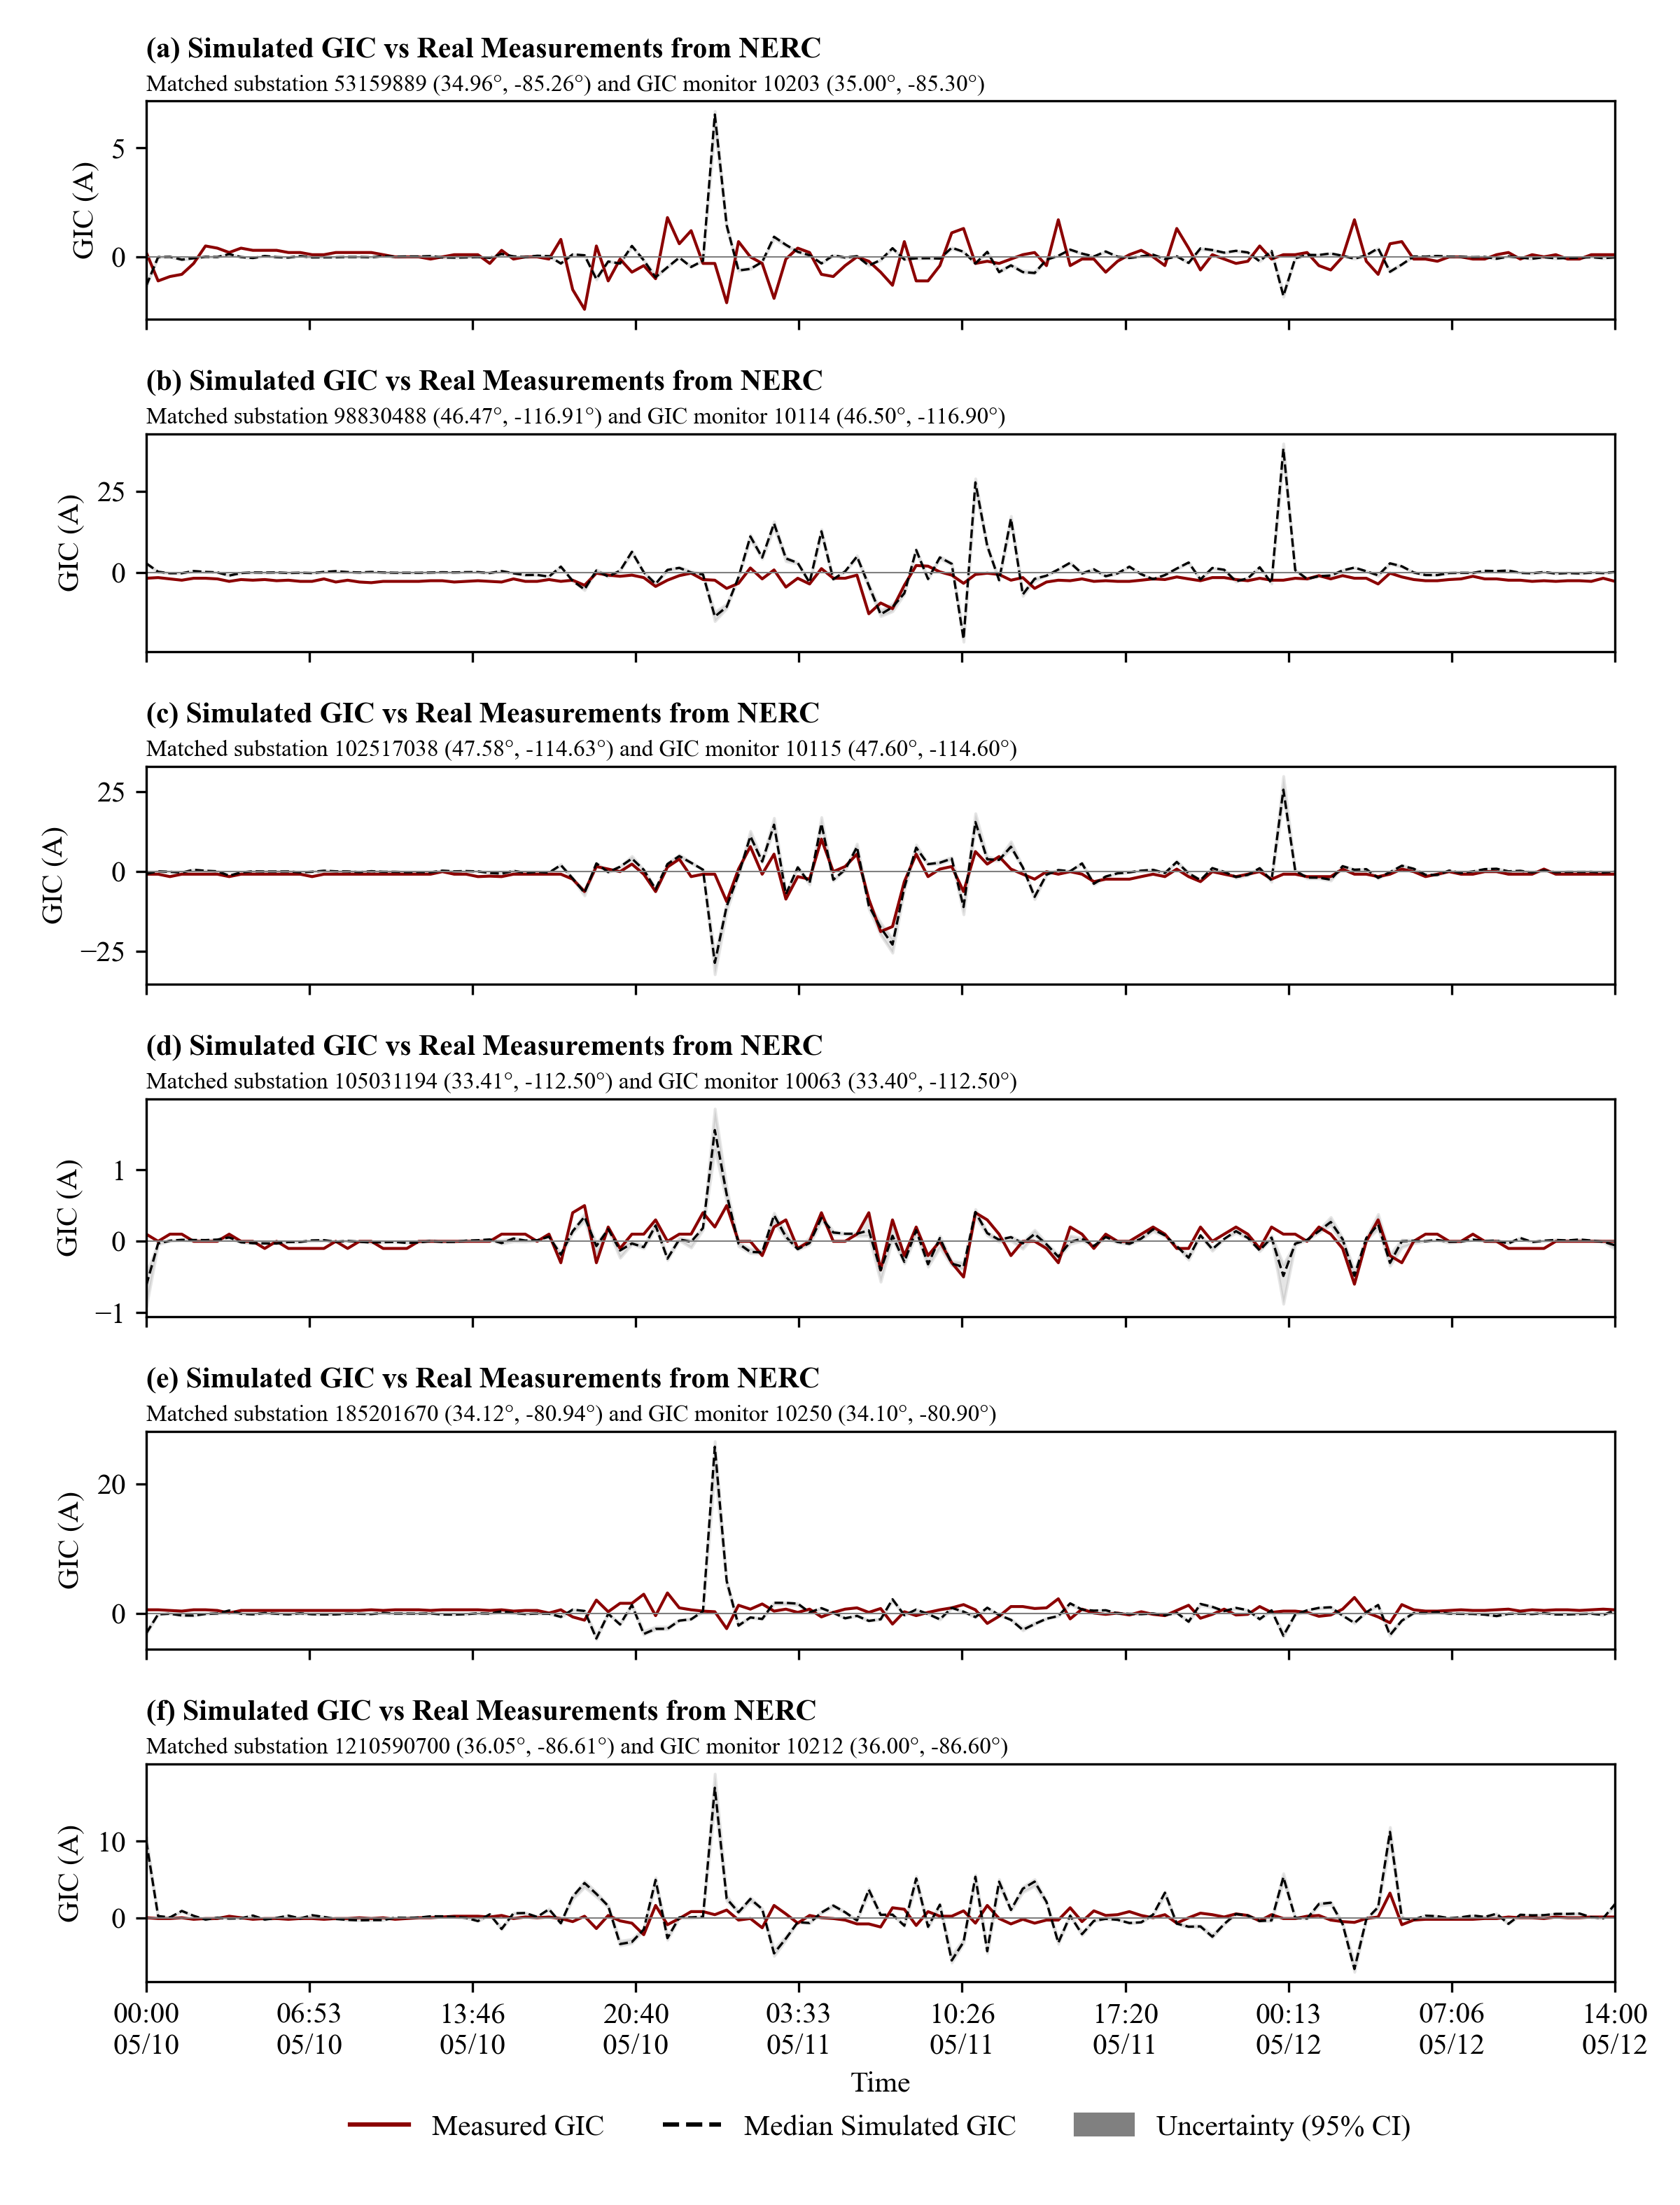 (a) Simulated GIC vs Real Measurements from NERC
Matched substation 53159889 (34.96°, -85.26°) and GIC monitor 10203 (35.00°, -85.30°)
5
0
GIC (A)
(b) Simulated GIC vs Real Measurements from NERC
Matched substation 98830488 (46.47°, -116.91°) and GIC monitor 10114 (46.50°, -116.90°)
25
0
GIC (A)
(c) Simulated GIC vs Real Measurements from NERC
Matched substation 102517038 (47.58°, -114.63°) and GIC monitor 10115 (47.60°, -114.60°)
25
0
−25
GIC (A)
(d) Simulated GIC vs Real Measurements from NERC
Matched substation 105031194 (33.41°, -112.50°) and GIC monitor 10063 (33.40°, -112.50°)
1
0
−1
GIC (A)
(e) Simulated GIC vs Real Measurements from NERC
Matched substation 185201670 (34.12°, -80.94°) and GIC monitor 10250 (34.10°, -80.90°)
20
0
GIC (A)
(f) Simulated GIC vs Real Measurements from NERC
Matched substation 1210590700 (36.05°, -86.61°) and GIC monitor 10212 (36.00°, -86.60°)
10
0
GIC (A)
00:00 06:53 13:46 20:40 03:33 10:26 17:20 00:13 07:06 14:00
05/10 05/10 05/10 05/10 05/11 05/11 05/11 05/12 05/12 05/12
Time
Measured GIC Median Simulated GIC Uncertainty (95% CI)